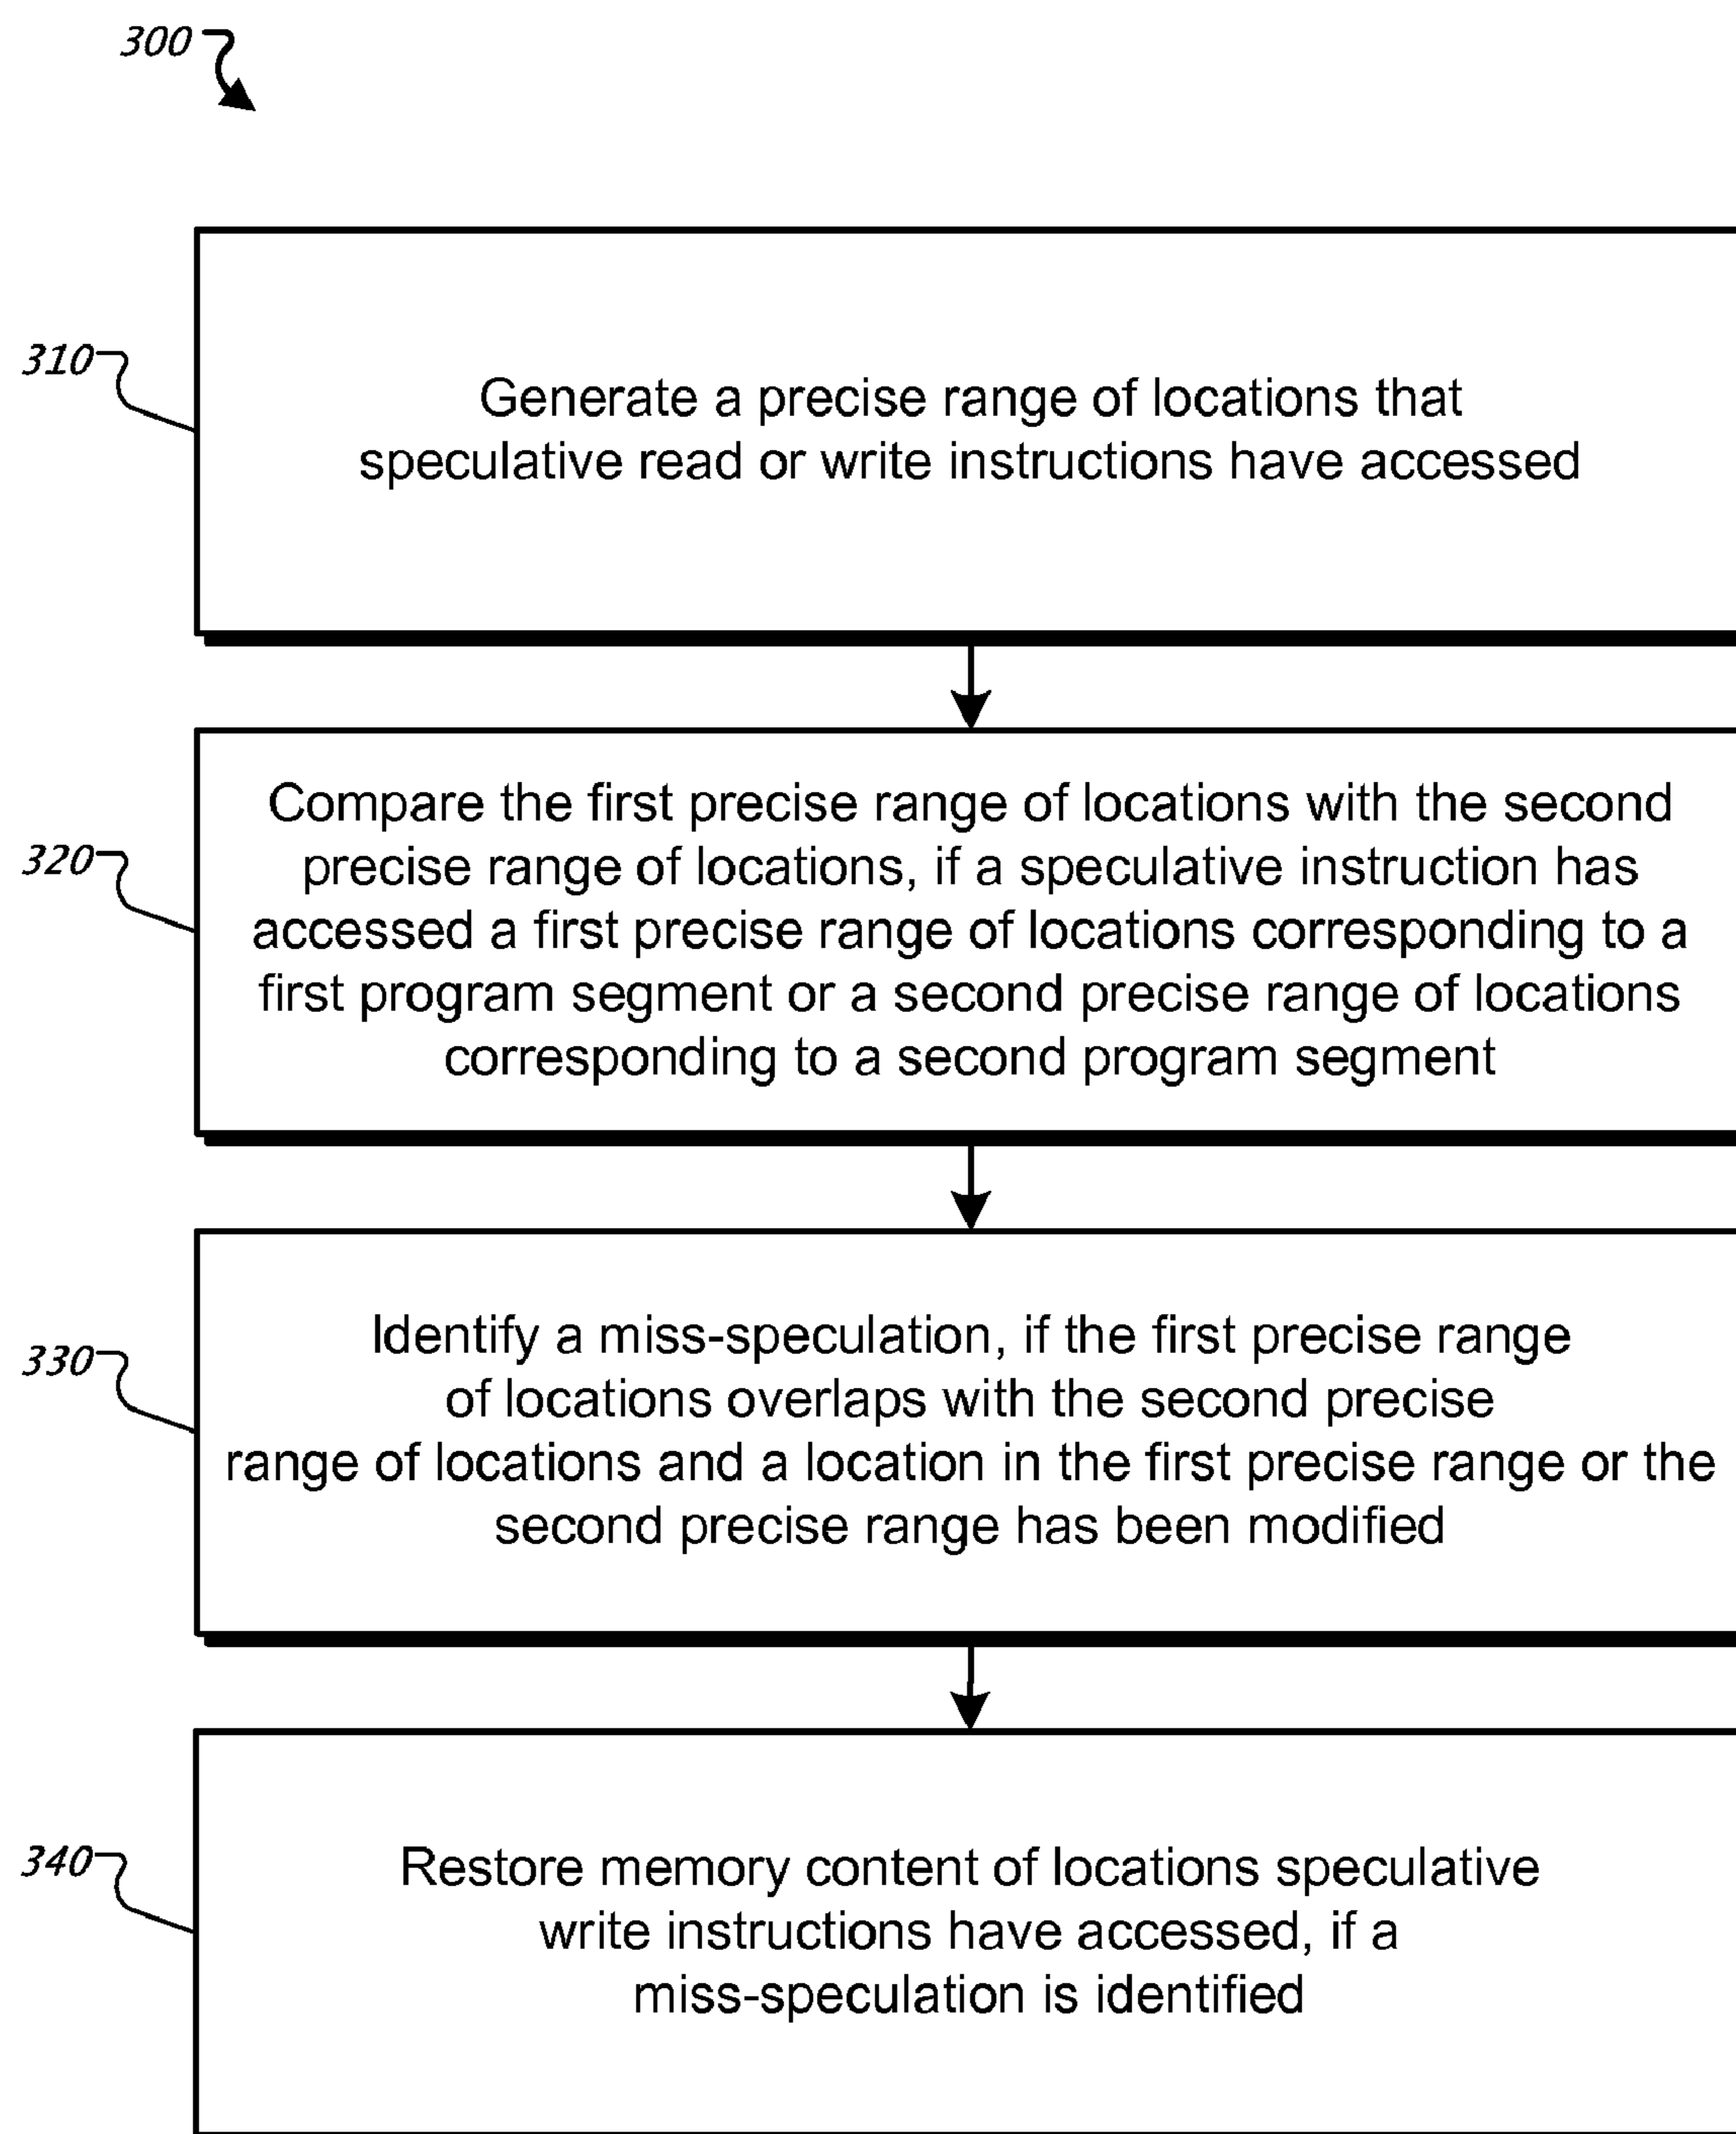 300
310
Generate a precise range of locations that
speculative read or write instructions have accessed
320
Compare the first precise range of locations with the second
precise range of locations, if a speculative instruction has
accessed a first precise range of locations corresponding to a
first program segment or a second precise range of locations
corresponding to a second program segment
330
Identify a miss-speculation, if the first precise range
of locations overlaps with the second precise
range of locations and a location in the first precise range or the
second precise range has been modified
340
Restore memory content of locations speculative
write instructions have accessed, if a
miss-speculation is identified